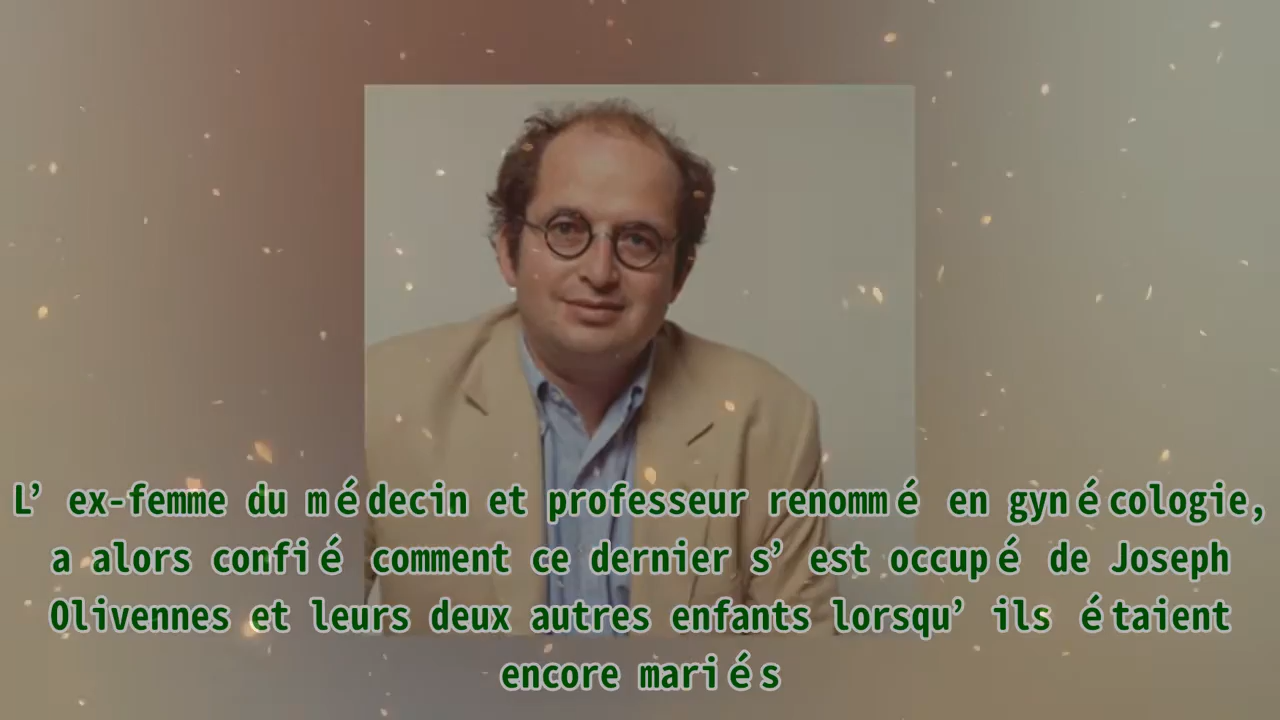 L’ ex-femme du médecin et professeur renommé en gynécologie,
a alors confié comment ce dernier s’ est occupé de Joseph
Olivennes et leurs deux autres enfants lorsqu’ ils étaient
encore mariés